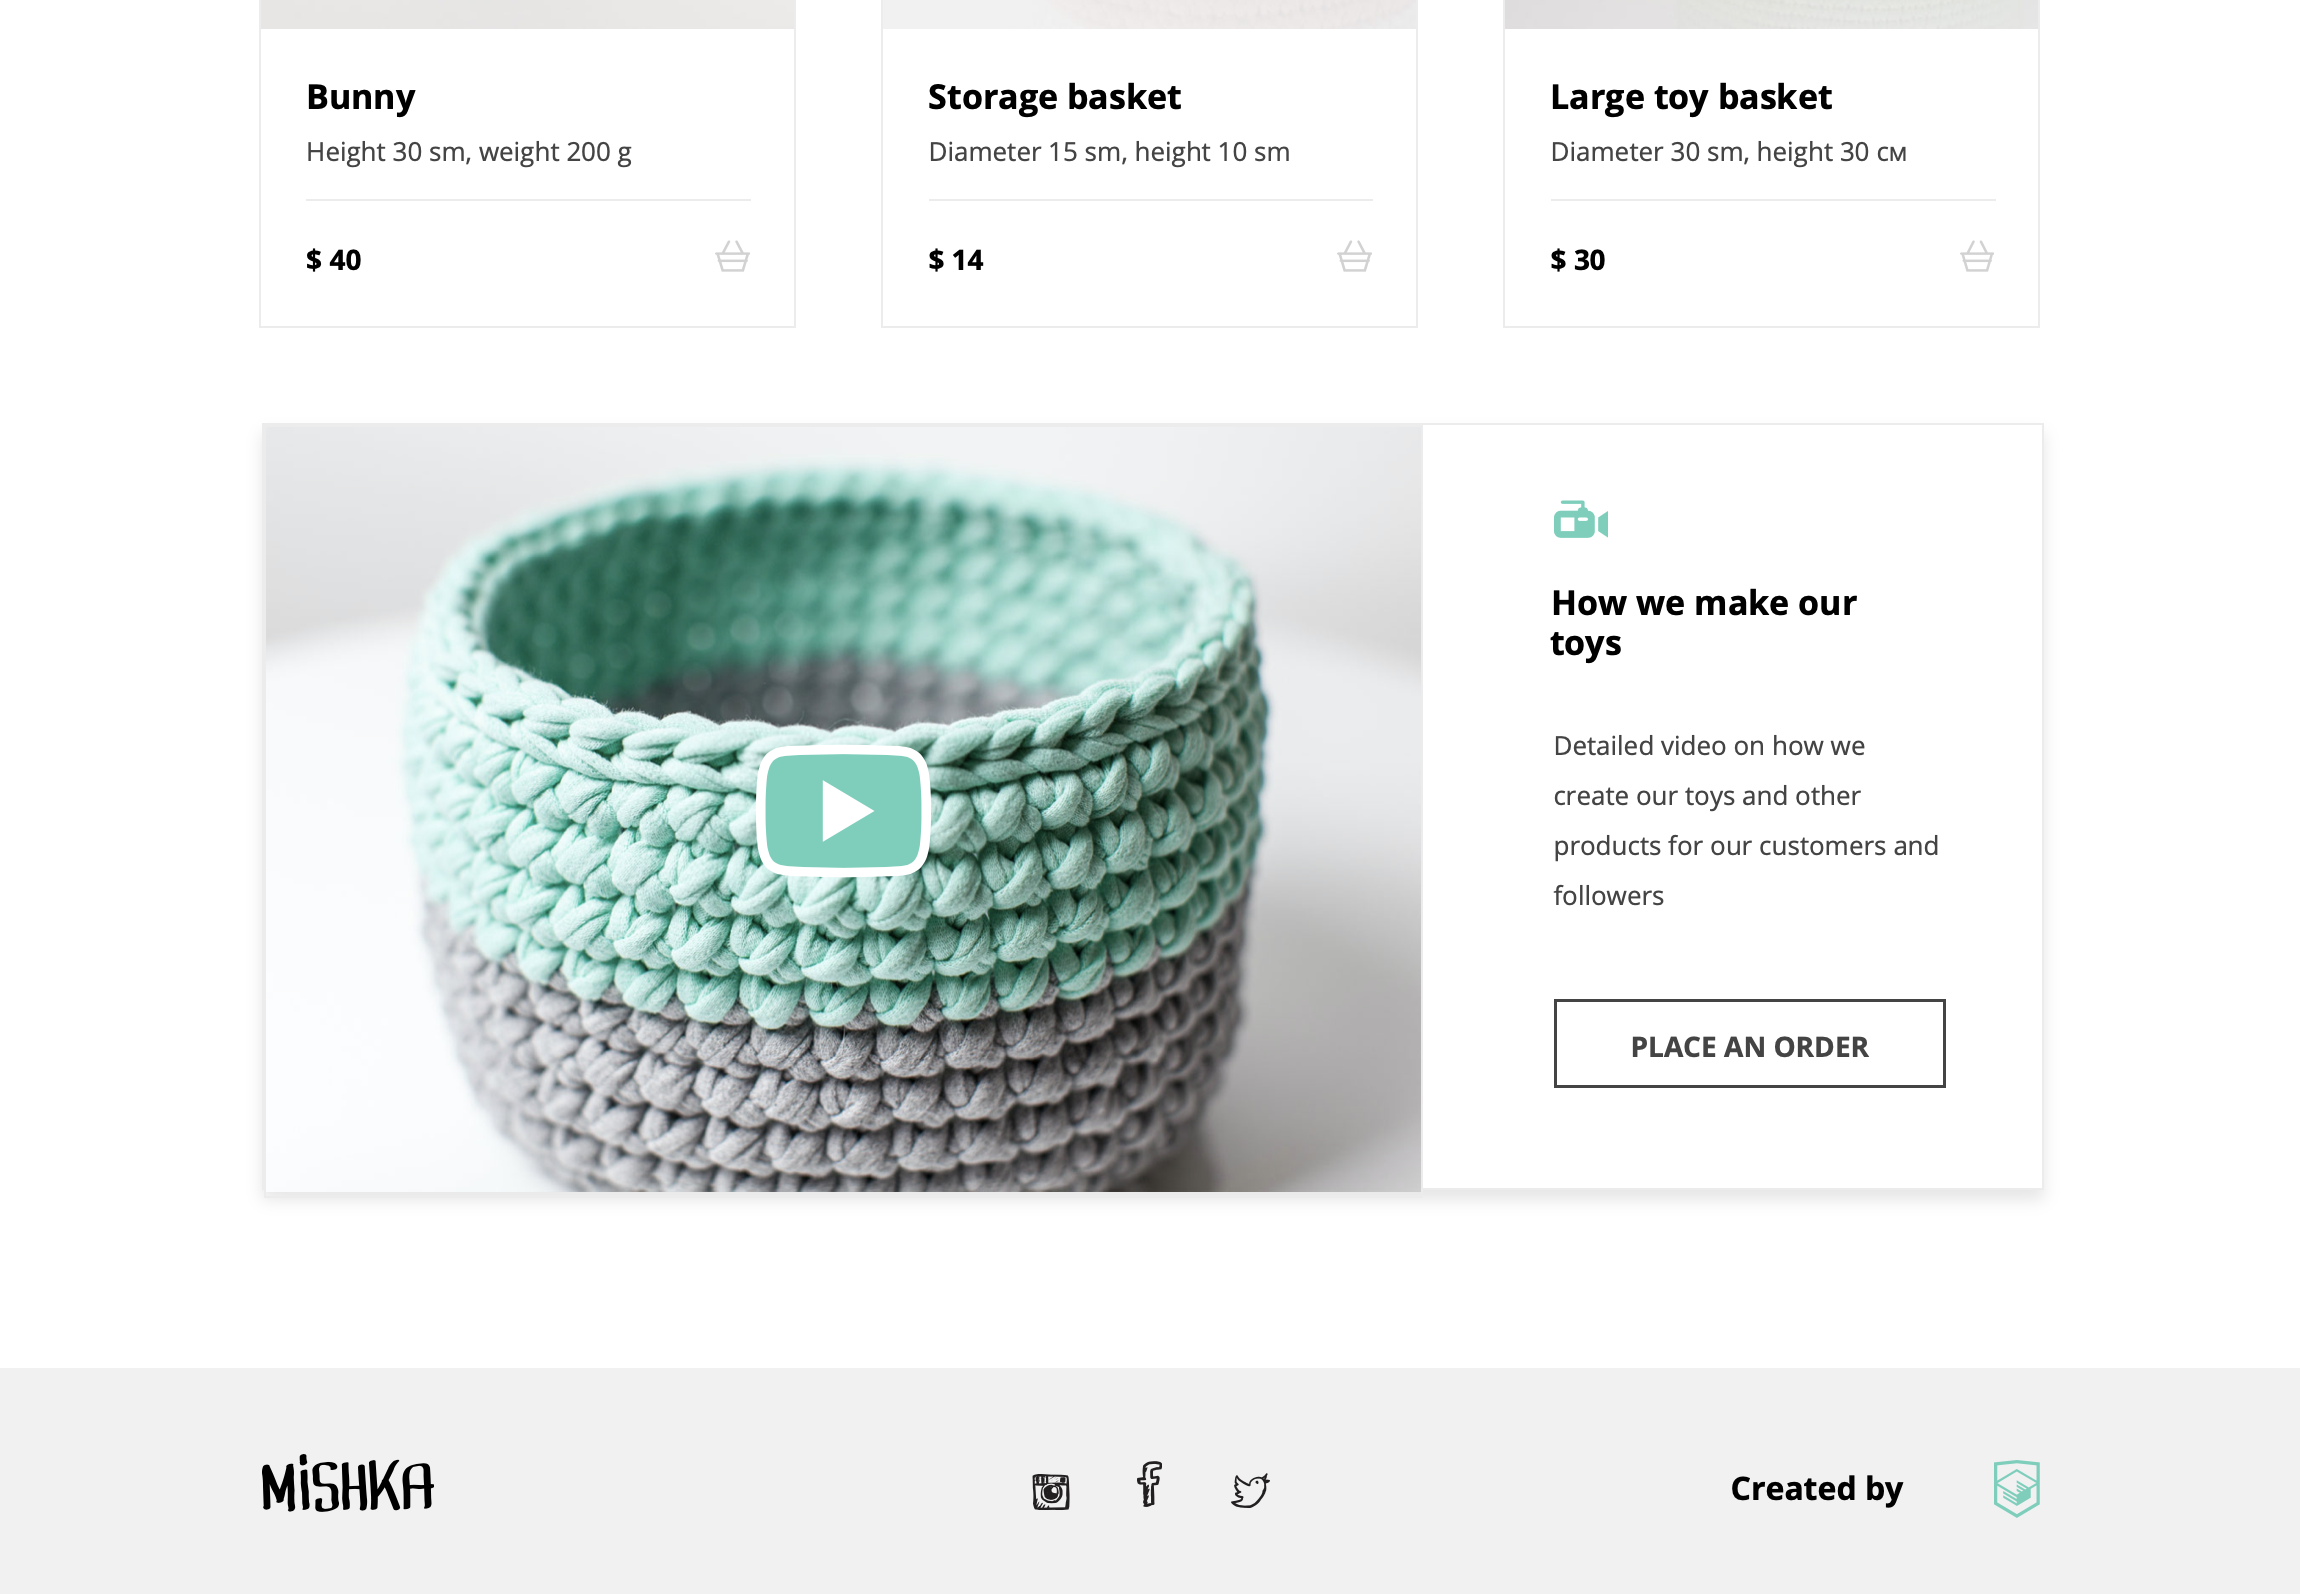 Bunny
Height 30 sm, weight 200 g
$ 40
Storage basket
Diameter 15 sm, height 10 sm
$ 14
Large toy basket
Diameter 30 sm, height 30 см
$ 30
How we make our
toys
Detailed video on how we
create our toys and other
products for our customers and
followers
PLACE AN ORDER
MiSHKA
Created by